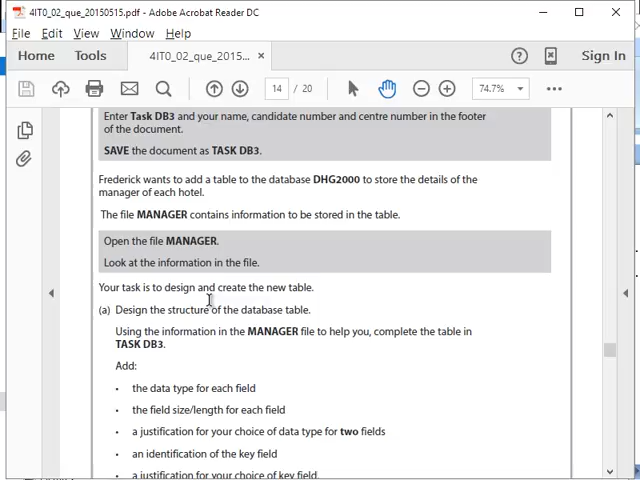 4IT0_02_que_20150515.pdf - Adobe Acrobat Reader DC
File Edit View Window Help
Home Tools 4IT0_02_que_2015... × Sign In
14 / 20 74.7%
Enter Task DB3 and your name, candidate number and centre number in the footer
of the document.
SAVE the document as TASK DB3.
Frederick wants to add a table to the database DHG2000 to store the details of the
manager of each hotel.
The file MANAGER contains information to be stored in the table.
Open the file MANAGER.
Look at the information in the file.
Your task is to design and create the new table.
(a) Design the structure of the database table.
Using the information in the MANAGER file to help you, complete the table in
TASK DB3.
Add:
• the data type for each field
• the field size/length for each field
• a justification for your choice of data type for two fields
• an identification of the key field
• a justification for your choice of key field.